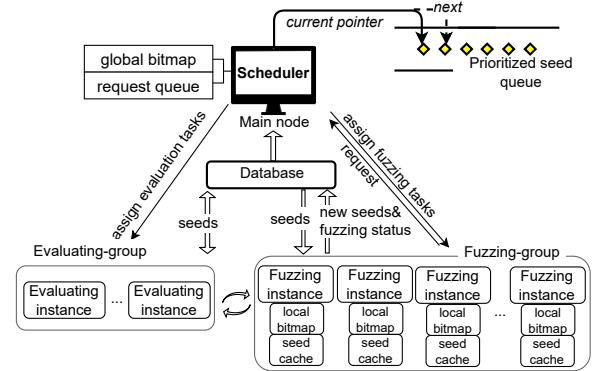 current pointer
next
global bitmap
request queue
Scheduler
Prioritized seed
queue
Main node
assign evaluation tasks
assign fuzzing tasks
request
Database
seeds
seeds
new seeds&
fuzzing status
Evaluating-group
Fuzzing-group
Evaluating
instance
...
Evaluating
instance
Fuzzing
instance
local
bitmap
seed
cache
Fuzzing
instance
local
bitmap
seed
cache
Fuzzing
instance
local
bitmap
seed
cache
...
Fuzzing
instance
local
bitmap
seed
cache